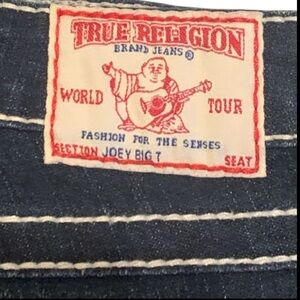 TRUE RELIGION
BRAND JEANS®
WORLD TOUR
FASHION FOR THE SENSES
SECTION JOEY BIG T SEAT